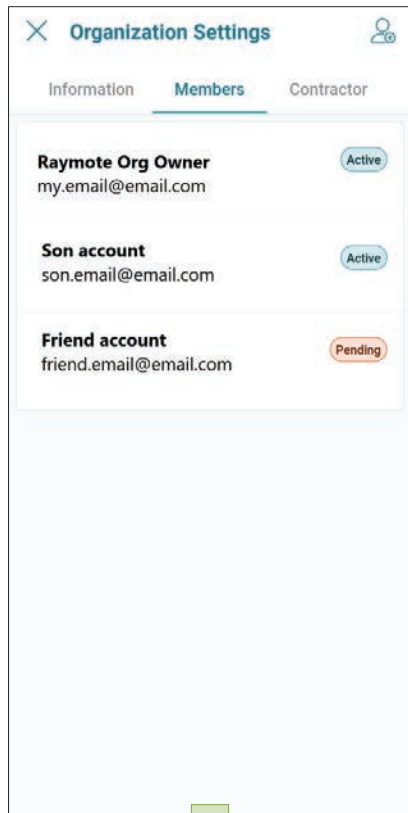 Organization Settings
Information Members Contractor
Raymote Org Owner Active
my.email@email.com
Son account Active
son.email@email.com
Friend account Pending
friend.email@email.com